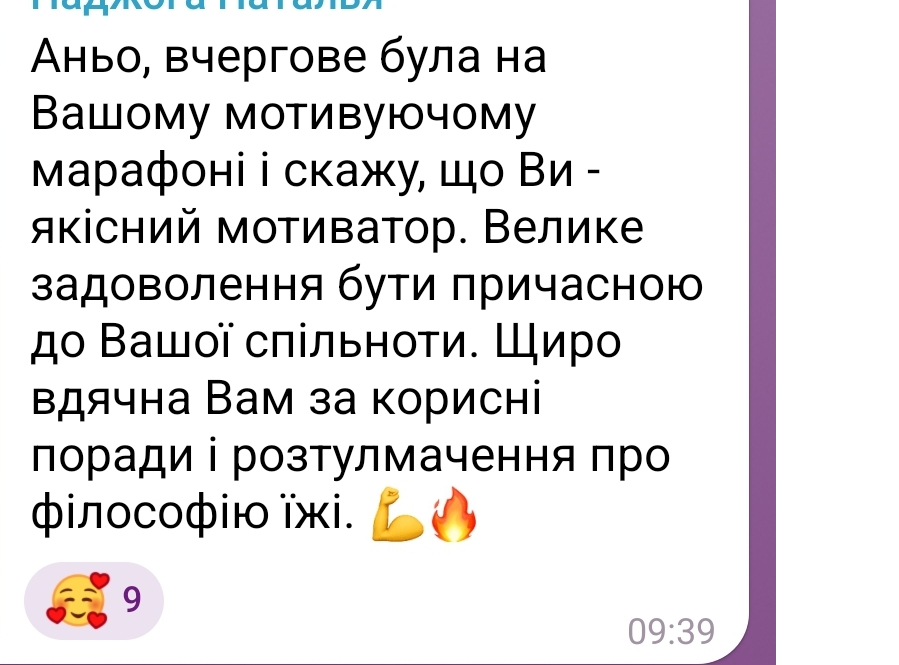 Аньо, вчергове була на
Вашому мотивуючому
марафоні і скажу, що Ви -
якісний мотиватор. Велике
задоволення бути причасною
до Вашої спільноти. Щиро
вдячна Вам за корисні
поради і розтулмачення про
філософію їжі. 💪🔥
🥰 9
09:39